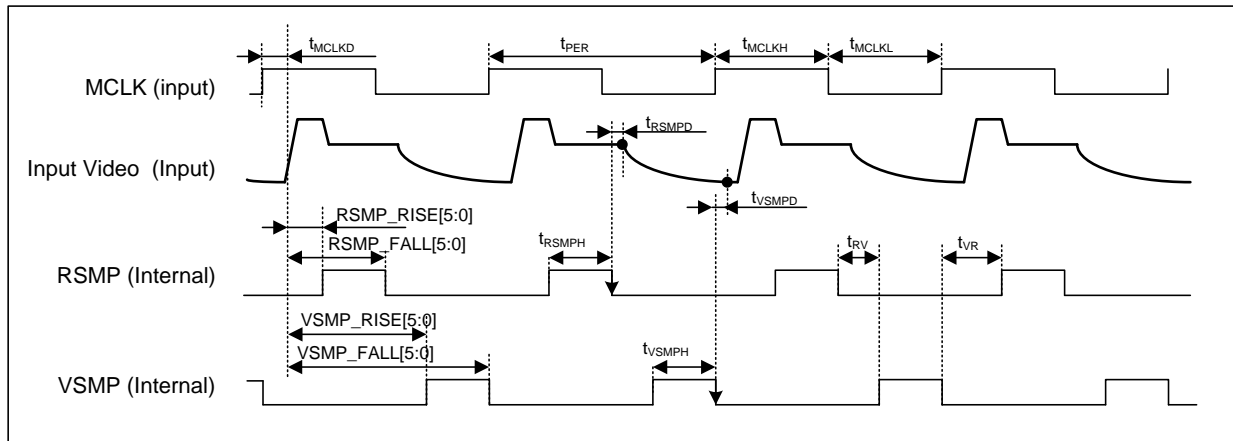 tMCLKD
tPER
tMCLKH
tMCLKL
MCLK (input)
tRSMPD
Input Video (Input)
tVSMPD
RSMP_RISE[5:0]
RSMP_FALL[5:0]
tRSMPH
tRV
tVR
RSMP (Internal)
VSMP_RISE[5:0]
VSMP_FALL[5:0]
tVSMPH
VSMP (Internal)